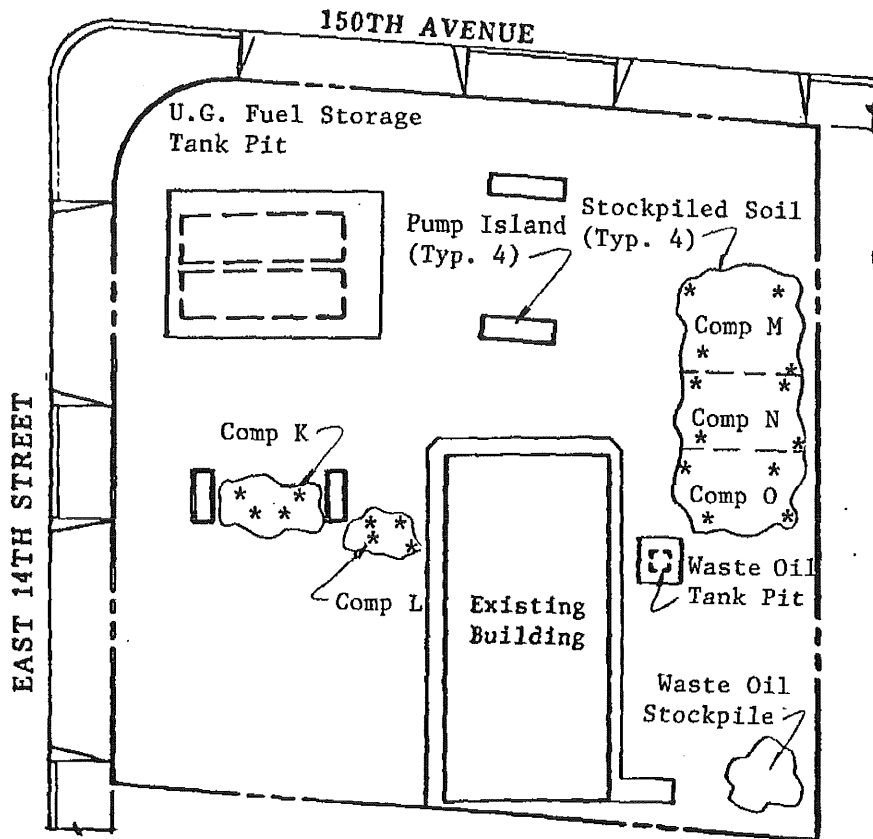 150TH AVENUE
U.G. Fuel Storage
Tank Pit
Pump Island
(Typ. 4)
Stockpiled Soil
(Typ. 4)
Comp M
Comp N
Comp O
Comp K
Comp L
EAST 14TH STREET
Existing
Building
Waste Oil
Tank Pit
Waste Oil
Stockpile